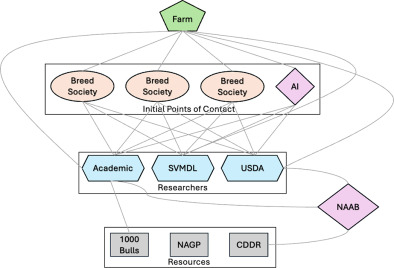 Farm
Breed
Society
Breed
Society
Breed
Society
AI
Initial Points of Contact
Academic
SVMDL
USDA
Researchers
NAAB
1000
Bulls
NAGP
CDDR
Resources